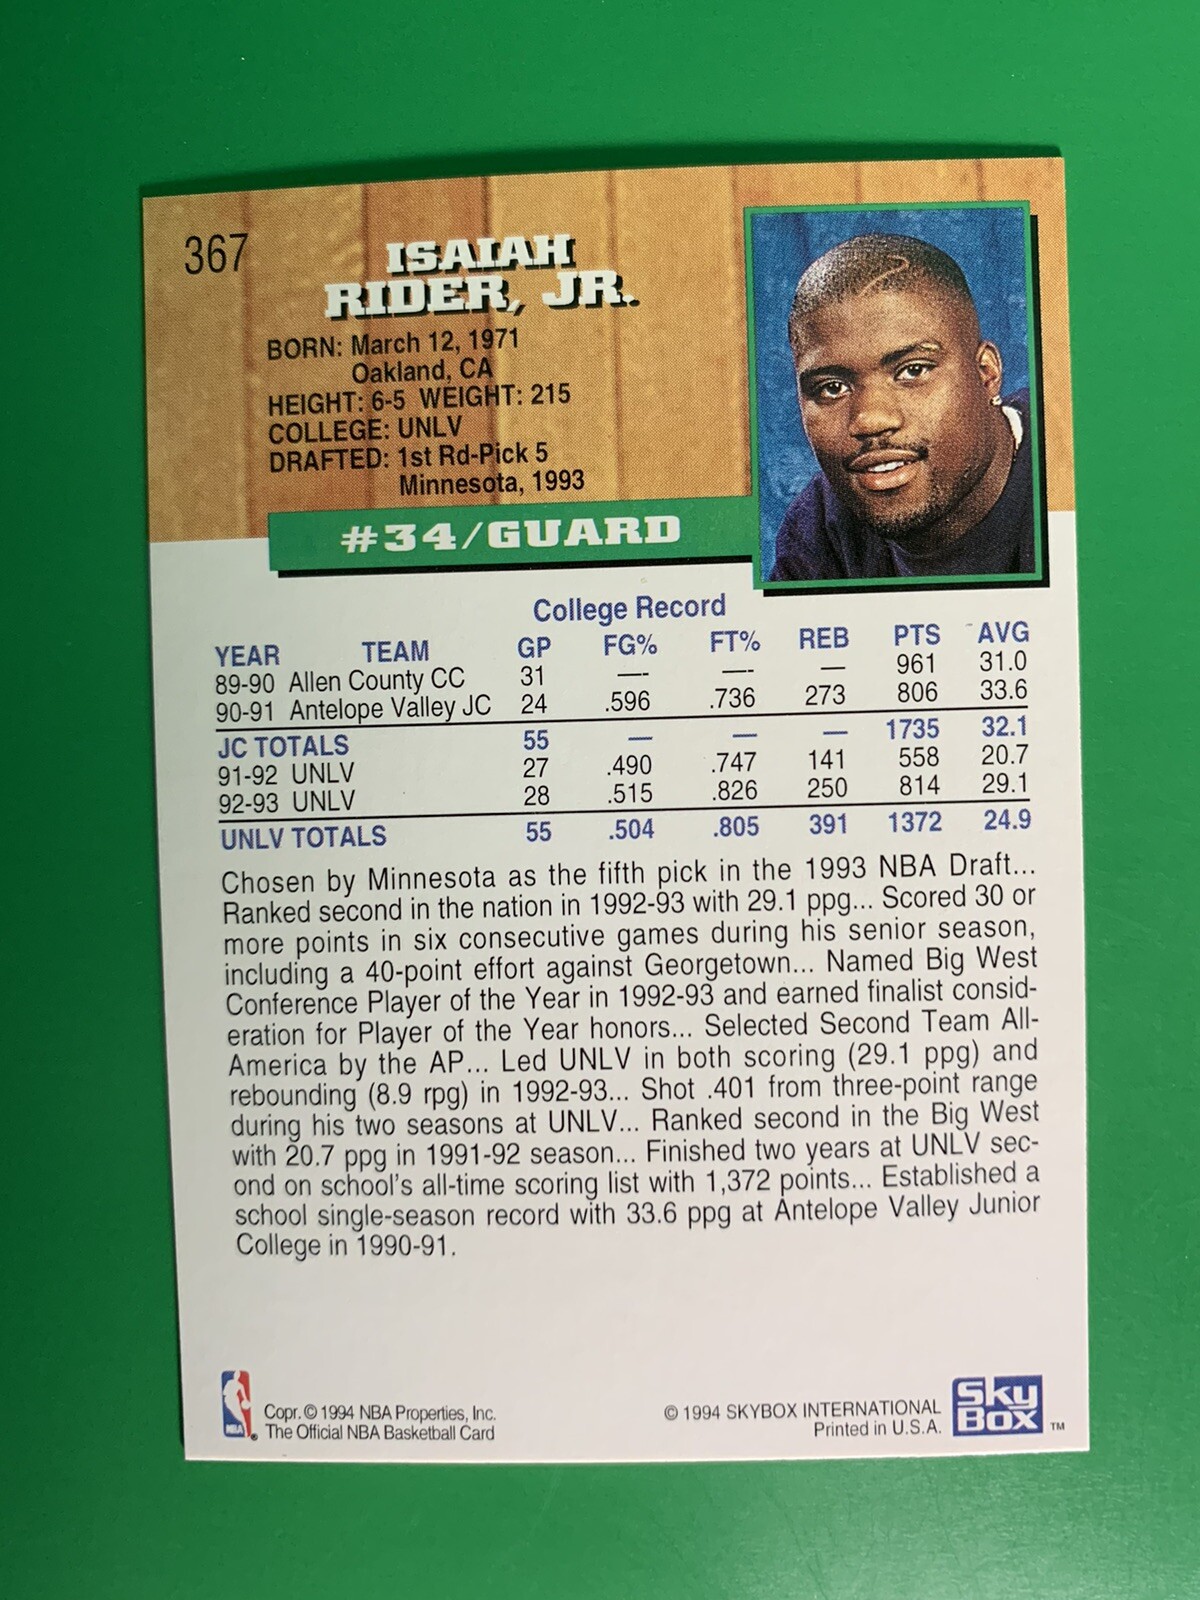 367
ISAIAH
RIDER, JR.
BORN: March 12, 1971
Oakland, CA
HEIGHT: 6-5 WEIGHT: 215
COLLEGE: UNLV
DRAFTED: 1st Rd-Pick 5
Minnesota, 1993
#34/GUARD
College Record
YEAR TEAM GP FG% FT% REB PTS AVG
89-90 Allen County CC 31 —- —- — 961 31.0
90-91 Antelope Valley JC 24 .596 .736 273 806 33.6
JC TOTALS 55 — — — 1735 32.1
91-92 UNLV 27 .490 .747 141 558 20.7
92-93 UNLV 28 .515 .826 250 814 29.1
UNLV TOTALS 55 .504 .805 391 1372 24.9
Chosen by Minnesota as the fifth pick in the 1993 NBA Draft...
Ranked second in the nation in 1992-93 with 29.1 ppg... Scored 30 or
more points in six consecutive games during his senior season,
including a 40-point effort against Georgetown... Named Big West
Conference Player of the Year in 1992-93 and earned finalist consid-
eration for Player of the Year honors... Selected Second Team All-
America by the AP... Led UNLV in both scoring (29.1 ppg) and
rebounding (8.9 rpg) in 1992-93... Shot .401 from three-point range
during his two seasons at UNLV... Ranked second in the Big West
with 20.7 ppg in 1991-92 season... Finished two years at UNLV sec-
ond on school's all-time scoring list with 1,372 points... Established a
school single-season record with 33.6 ppg at Antelope Valley Junior
College in 1990-91.
NBA ®
Copr. © 1994 NBA Properties, Inc.
The Official NBA Basketball Card
© 1994 SKYBOX INTERNATIONAL
Printed in U.S.A.
Sky
Box ™